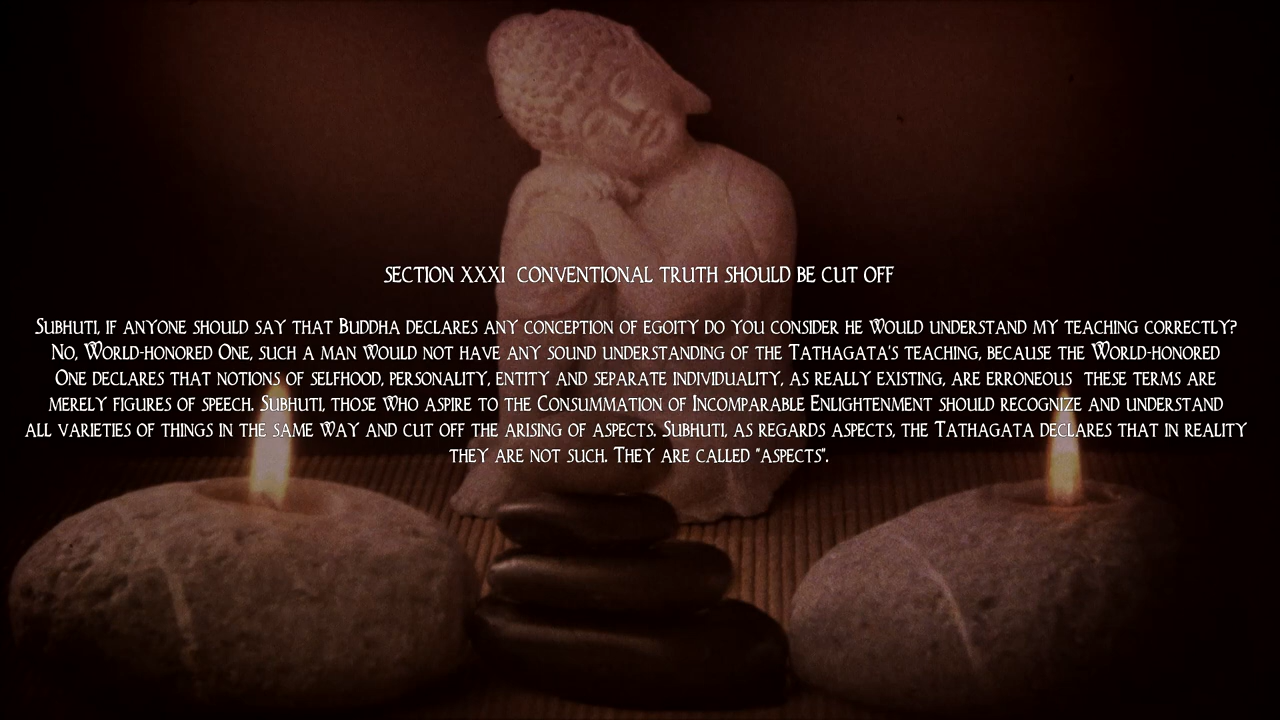 SECTION XXXI CONVENTIONAL TRUTH SHOULD BE CUT OFF
SUBHUTI, IF ANYONE SHOULD SAY THAT BUDDHA DECLARES ANY CONCEPTION OF EGOITY DO YOU CONSIDER HE WOULD UNDERSTAND MY TEACHING CORRECTLY?
NO, WORLD-HONORED ONE, SUCH A MAN WOULD NOT HAVE ANY SOUND UNDERSTANDING OF THE TATHAGATA'S TEACHING, BECAUSE THE WORLD-HONORED
ONE DECLARES THAT NOTIONS OF SELFHOOD, PERSONALITY, ENTITY AND SEPARATE INDIVIDUALITY, AS REALLY EXISTING, ARE ERRONEOUS THESE TERMS ARE
MERELY FIGURES OF SPEECH. SUBHUTI, THOSE WHO ASPIRE TO THE CONSUMMATION OF INCOMPARABLE ENLIGHTENMENT SHOULD RECOGNIZE AND UNDERSTAND
ALL VARIETIES OF THINGS IN THE SAME WAY AND CUT OFF THE ARISING OF ASPECTS. SUBHUTI, AS REGARDS ASPECTS, THE TATHAGATA DECLARES THAT IN REALITY
THEY ARE NOT SUCH. THEY ARE CALLED "ASPECTS".